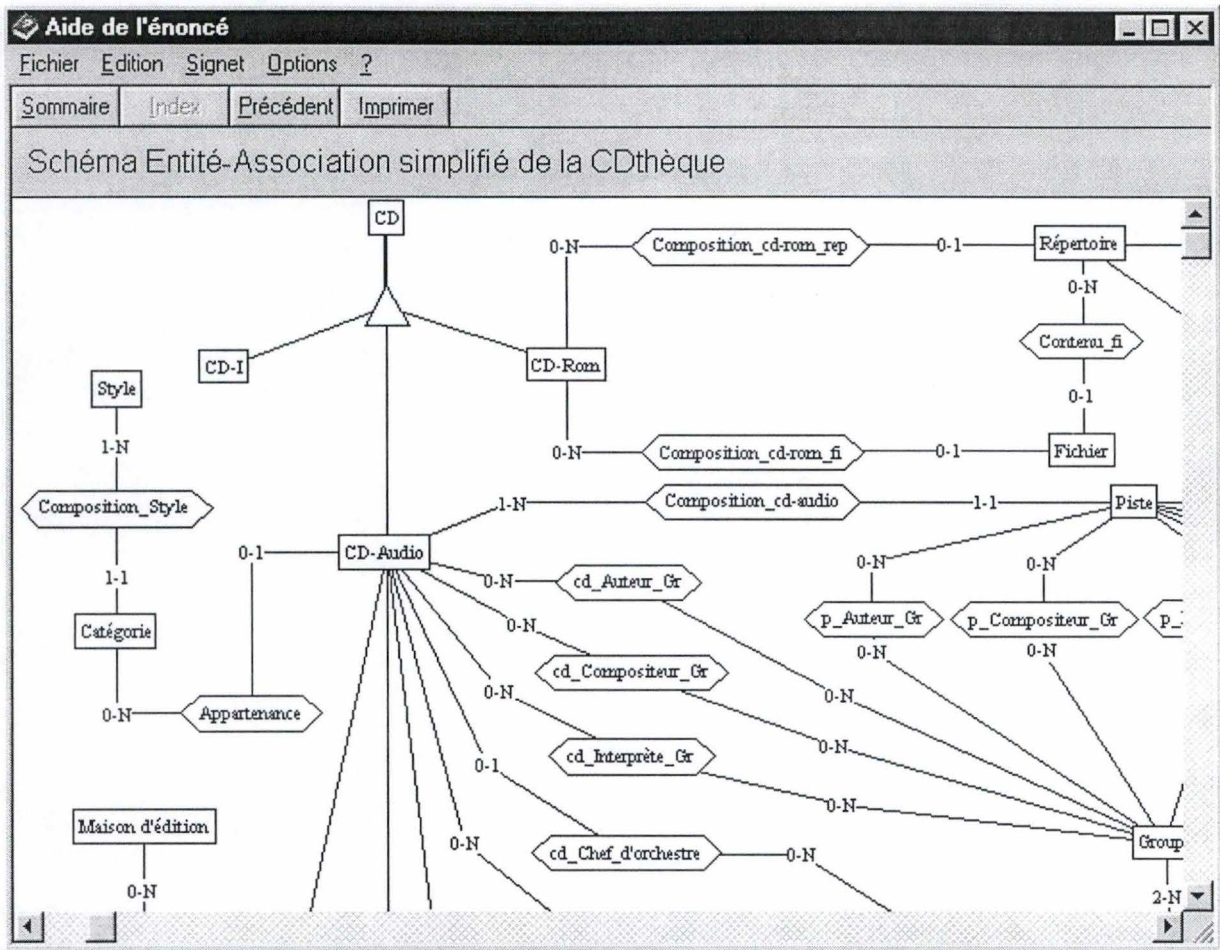 Aide de l'énoncé
Fichier Edition Signet Options ?
Sommaire Index Précédent Imprimer
Schéma Entité-Association simplifié de la CDthèque
CD
0-N
Composition_cd-rom_rep
0-1
Répertoire
0-N
Contenu_fi
0-1
CD-I
CD-Rom
Style
1-N
0-N
Composition_cd-rom_fi
0-1
Fichier
Composition_Style
1-N
Composition_cd-audio
1-1
Piste
0-1
CD-Audio
1-1
0-N
cd_Auteur_Gr
0-N
0-N
Catégorie
0-N
p_Auteur_Gr
p_Compositeur_Gr
p_
0-N
0-N
cd_Compositeur_Gr
0-N
Appartenance
0-N
0-N
0-N
cd_Interprète_Gr
0-1
0-N
Maison d'édition
0-N
cd_Chef_d'orchestre
0-N
Group
0-N
2-N